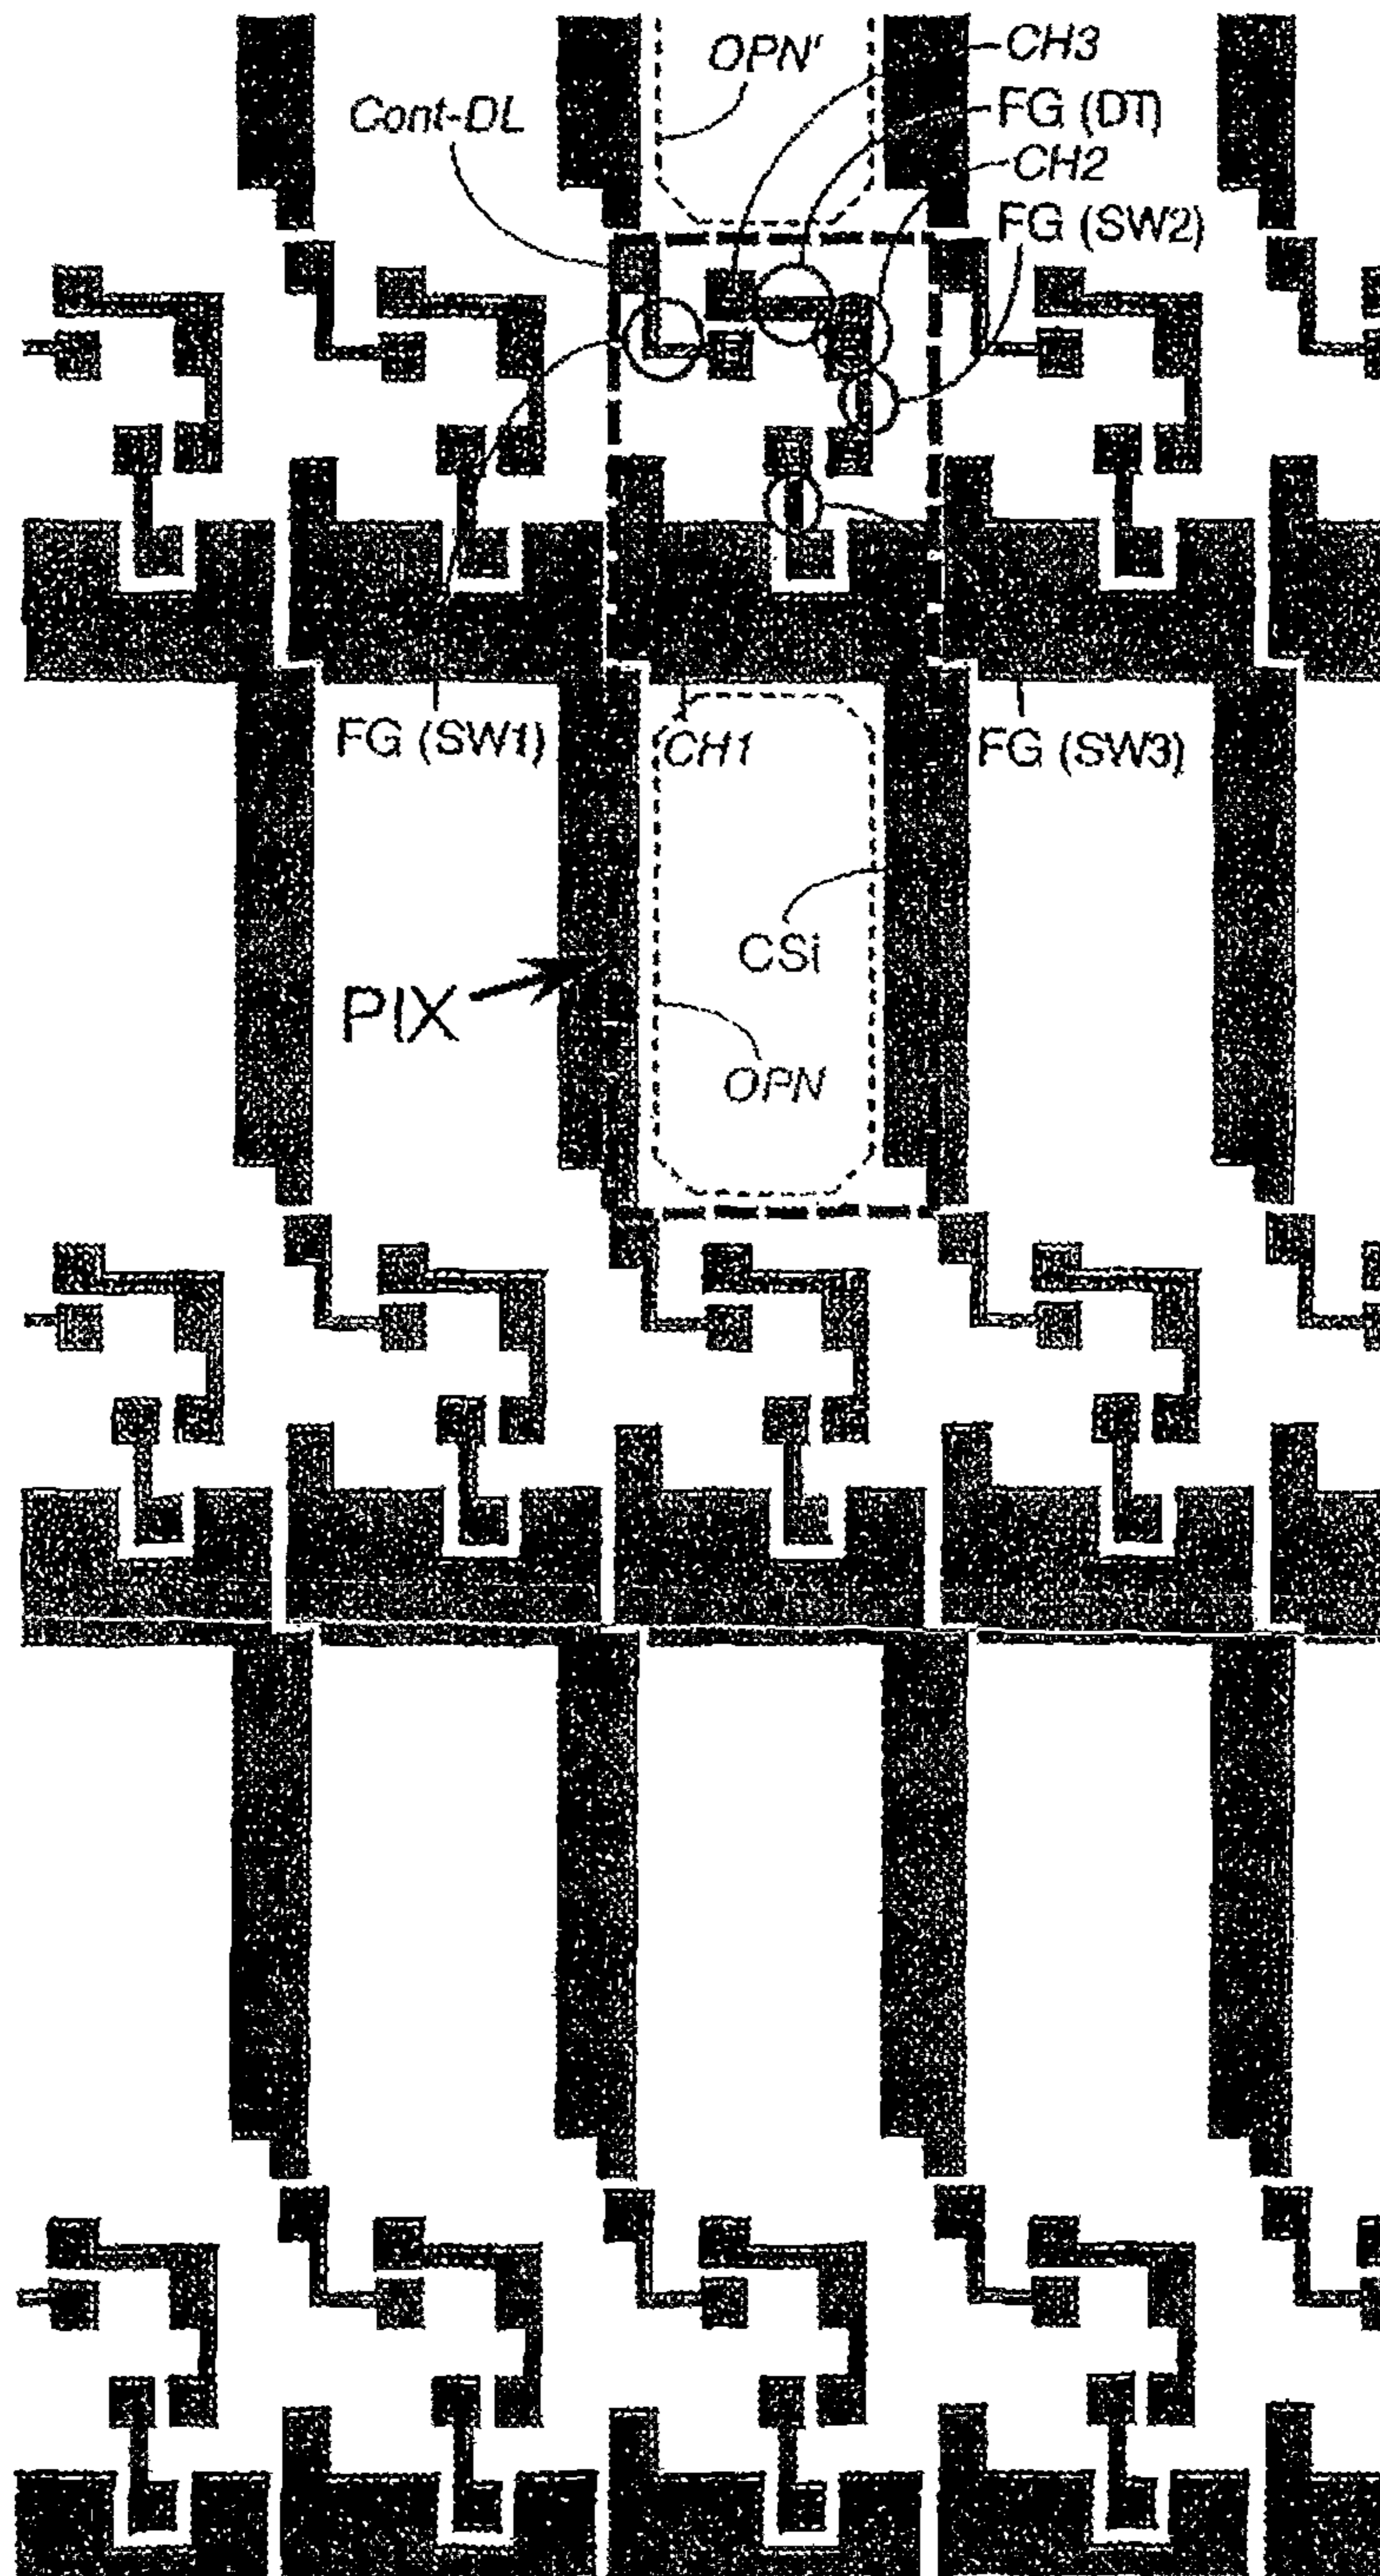 OPN'
CH3
Cont-DL
FG (DT)
CH2
FG (SW2)
FG (SW1)
CH1
FG (SW3)
CSi
PIX
OPN